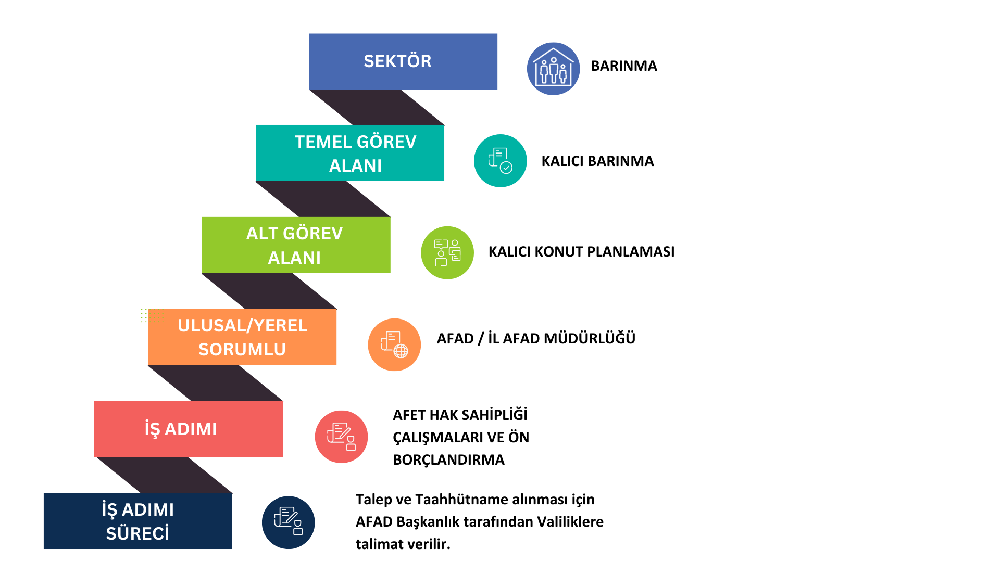 SEKTÖR
BARINMA
TEMEL GÖREV
ALANI
KALICI BARINMA
ALT GÖREV
ALANI
KALICI KONUT PLANLAMASI
ULUSAL/YEREL
SORUMLU
AFAD / İL AFAD MÜDÜRLÜĞÜ
İŞ ADIMI
AFET HAK SAHİPLİĞİ
ÇALIŞMALARI VE ÖN
BORÇLANDIRMA
İŞ ADIMI
SÜRECİ
Talep ve Taahhütname alınması için
AFAD Başkanlık tarafından Valiliklere
talimat verilir.